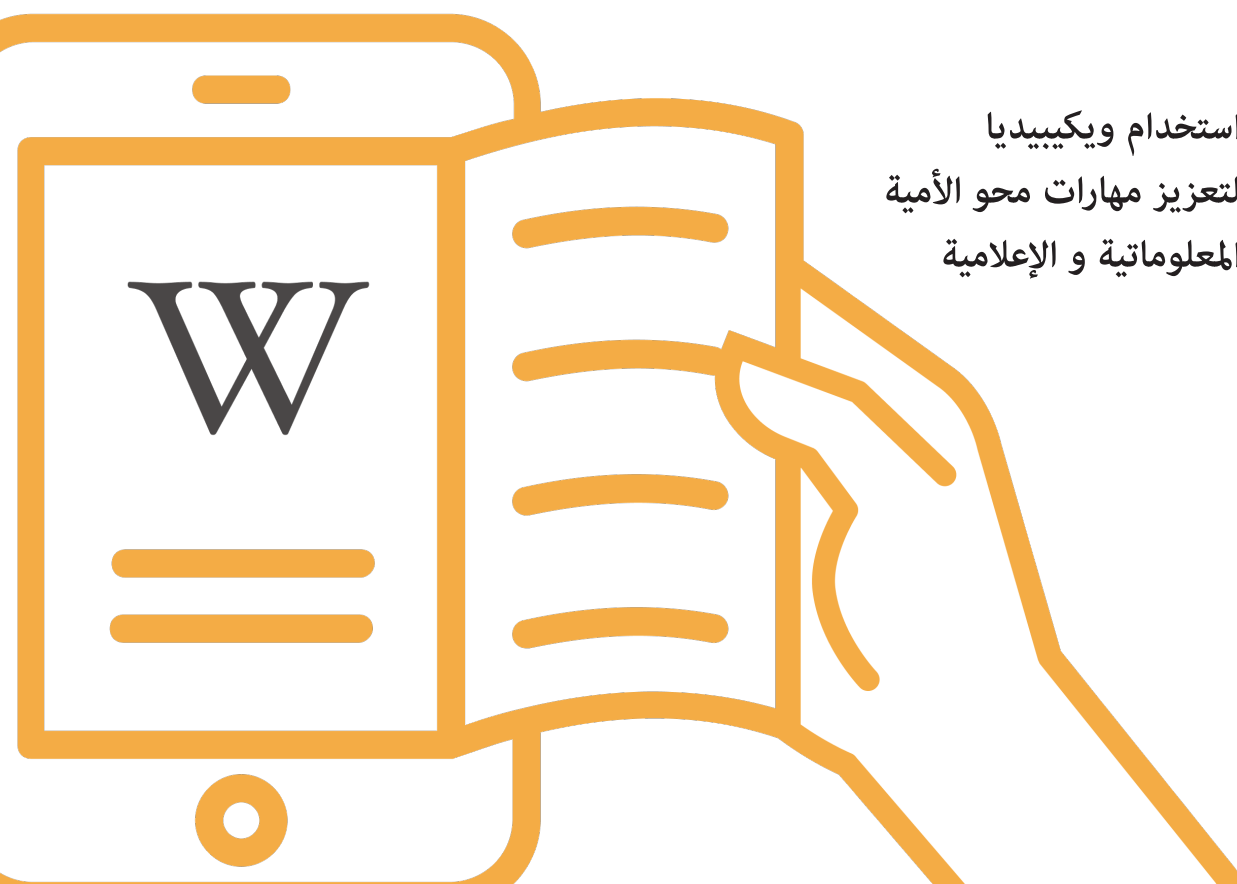 استخدام ويكيبيديا
لتعزيز مهارات محو الأمية
المعلوماتية و الإعلامية
W